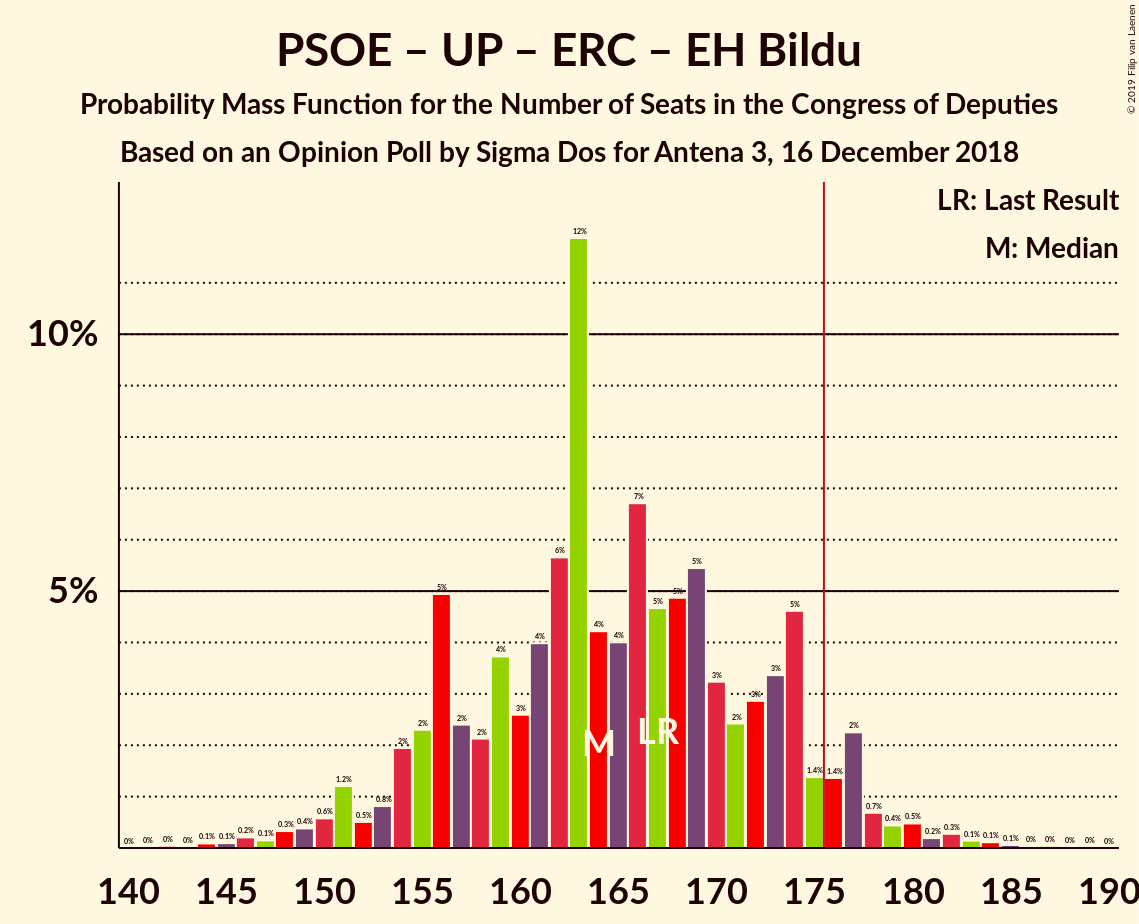 PSOE – UP – ERC – EH Bildu
Probability Mass Function for the Number of Seats in the Congress of Deputies
Based on an Opinion Poll by Sigma Dos for Antena 3, 16 December 2018
© 2019 Filip van Laenen
LR: Last Result
M: Median
10%
5%
0% 0% 0% 0% 0.1% 0.1% 0.2% 0.1% 0.3% 0.4% 0.6% 1.2% 0.5% 0.8% 2% 2% 5% 2% 2% 4% 3% 4% 6% 12% 4% 4% 7% 5% 5% 5% 3% 2% 3% 3% 5% 1.4% 1.4% 2% 0.7% 0.4% 0.5% 0.2% 0.3% 0.1% 0.1% 0.1% 0% 0% 0% 0% 0%
M LR
140 145 150 155 160 165 170 175 180 185 190